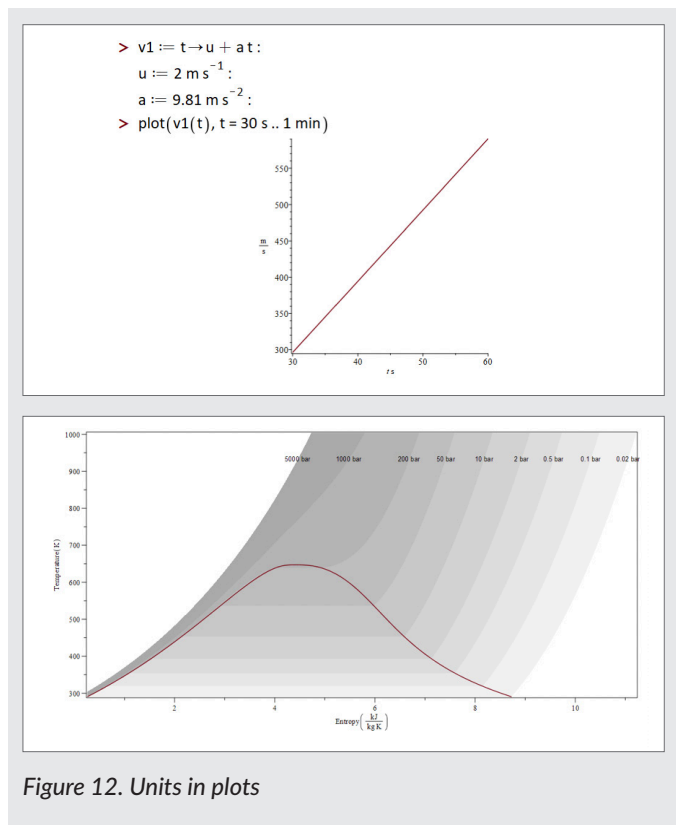 > v1 := t→u + a t :
u := 2 m s⁻¹ :
a := 9.81 m s⁻² :
> plot(v1(t), t = 30 s .. 1 min)
550
500
m/s
450
400
350
300
30 40 50 60
t s
1000
5000 bar 1000 bar 200 bar 50 bar 10 bar 2 bar 0.5 bar 0.1 bar 0.02 bar
900
800
700
Temperature(K)
600
500
400
300
2 4 6 8 10
Entropy(kJ/kg K)
Figure 12. Units in plots